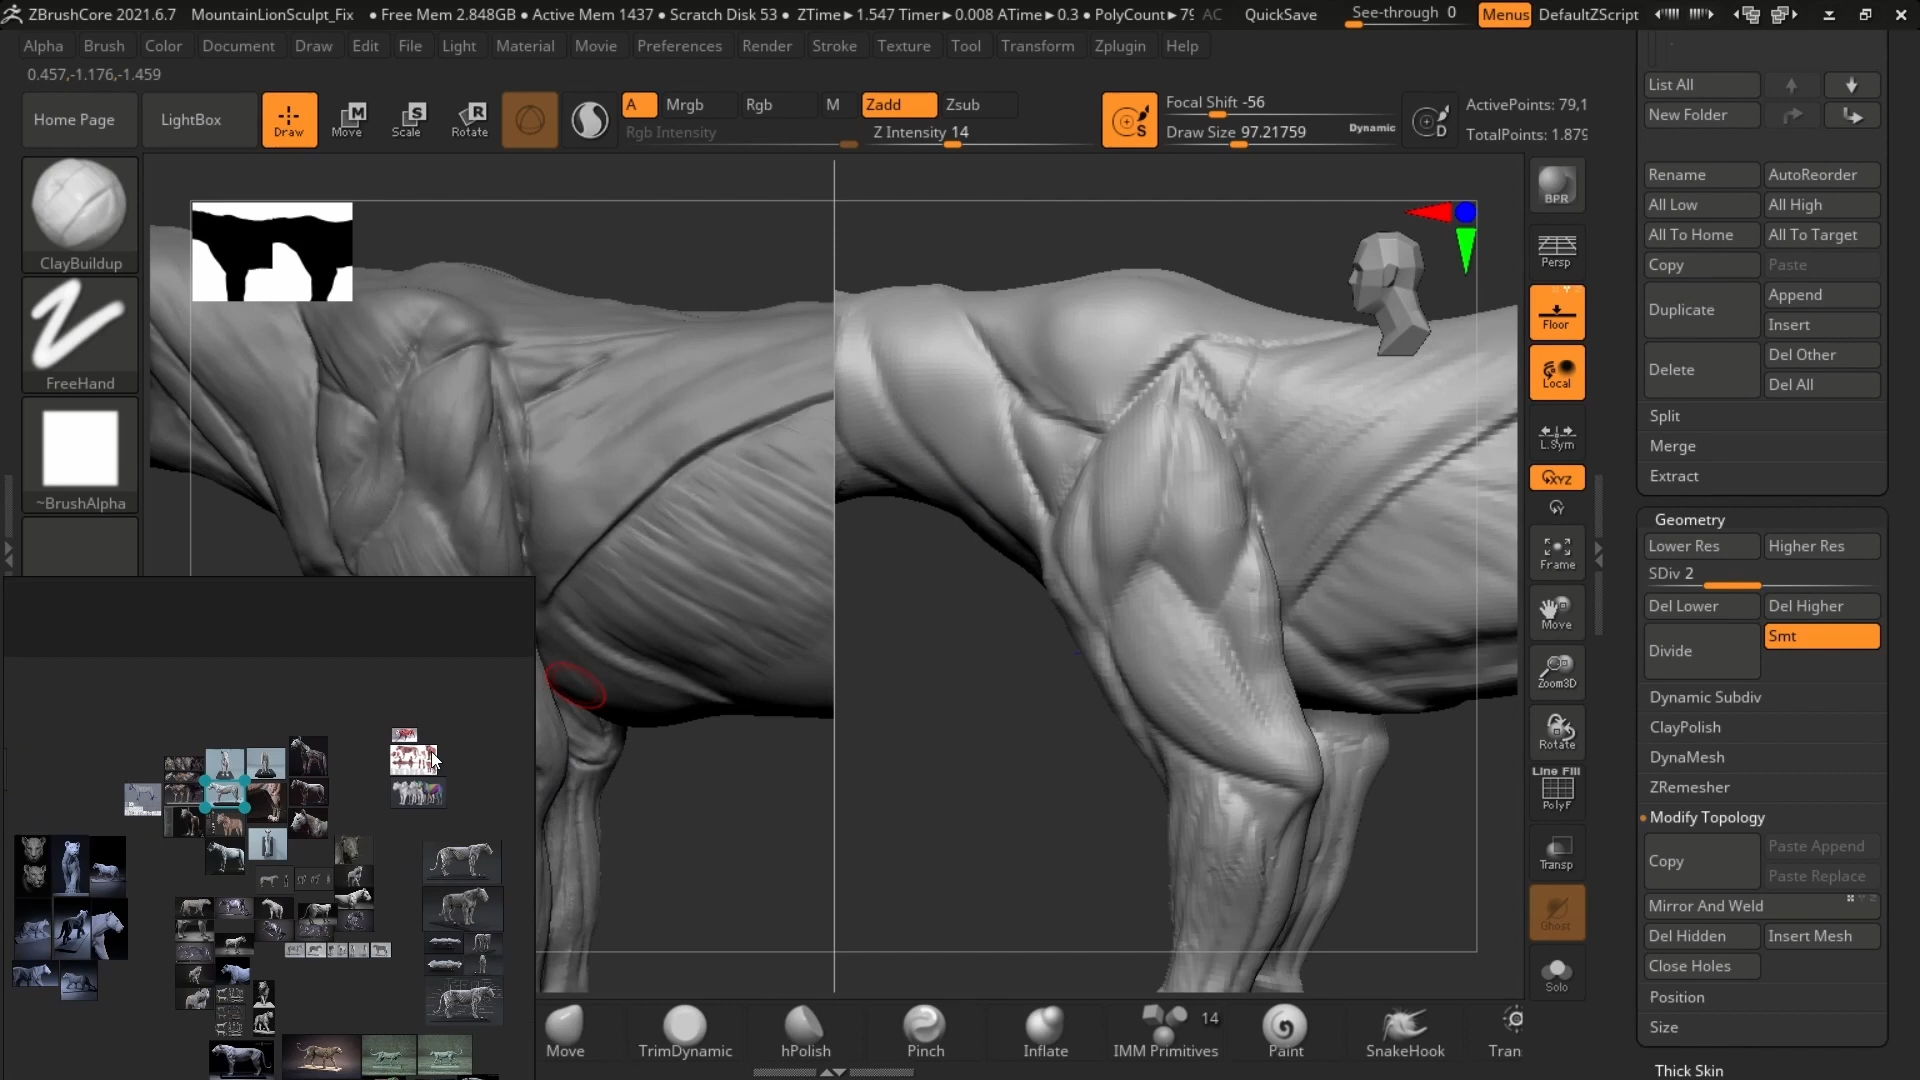 ZBrushCore 2021.6.7 MountainLionSculpt_Fix • Free Mem 2.848GB • Active Mem 1437 • Scratch Disk 53 • ZTime►1.547 Timer►0.008 ATime►0.3 • PolyCount►79 AC QuickSave See-through 0 Menus DefaultZScript
Alpha Brush Color Document Draw Edit File Light Material Movie Preferences Render Stroke Texture Tool Transform Zplugin Help
0.457,-1.176,-1.459
Home Page LightBox Draw Move Scale Rotate
A Mrgb Rgb M Zadd Zsub
Rgb Intensity Z Intensity 14
Focal Shift -56
Draw Size 97.21759 Dynamic
ActivePoints: 79,1
TotalPoints: 1.879
ClayBuildup
FreeHand
~BrushAlpha
BPR
Persp
Floor
Local
L.Sym
XYZ
Y
Frame
Move
Zoom3D
Rotate
Line Fill
PolyF
Transp
Ghost
Solo
List All
New Folder
Rename AutoReorder
All Low All High
All To Home All To Target
Copy Paste
Duplicate Append
Insert
Delete Del Other
Del All
Split
Merge
Extract
Geometry
Lower Res Higher Res
SDiv 2
Del Lower Del Higher
Divide Smt
Dynamic Subdiv
ClayPolish
DynaMesh
ZRemesher
Modify Topology
Copy Paste Append
Paste Replace
Mirror And Weld
Del Hidden Insert Mesh
Close Holes
Position
Size
Thick Skin
Move TrimDynamic hPolish Pinch Inflate IMM Primitives 14 Paint SnakeHook Tran